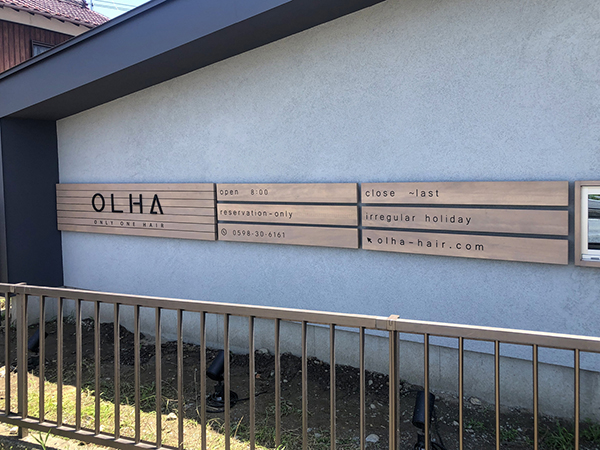 OLHA
ONLY ONE HAIR
open 8:00
reservation-only
0598-30-6161
close ~last
irregular holiday
olha-hair.com